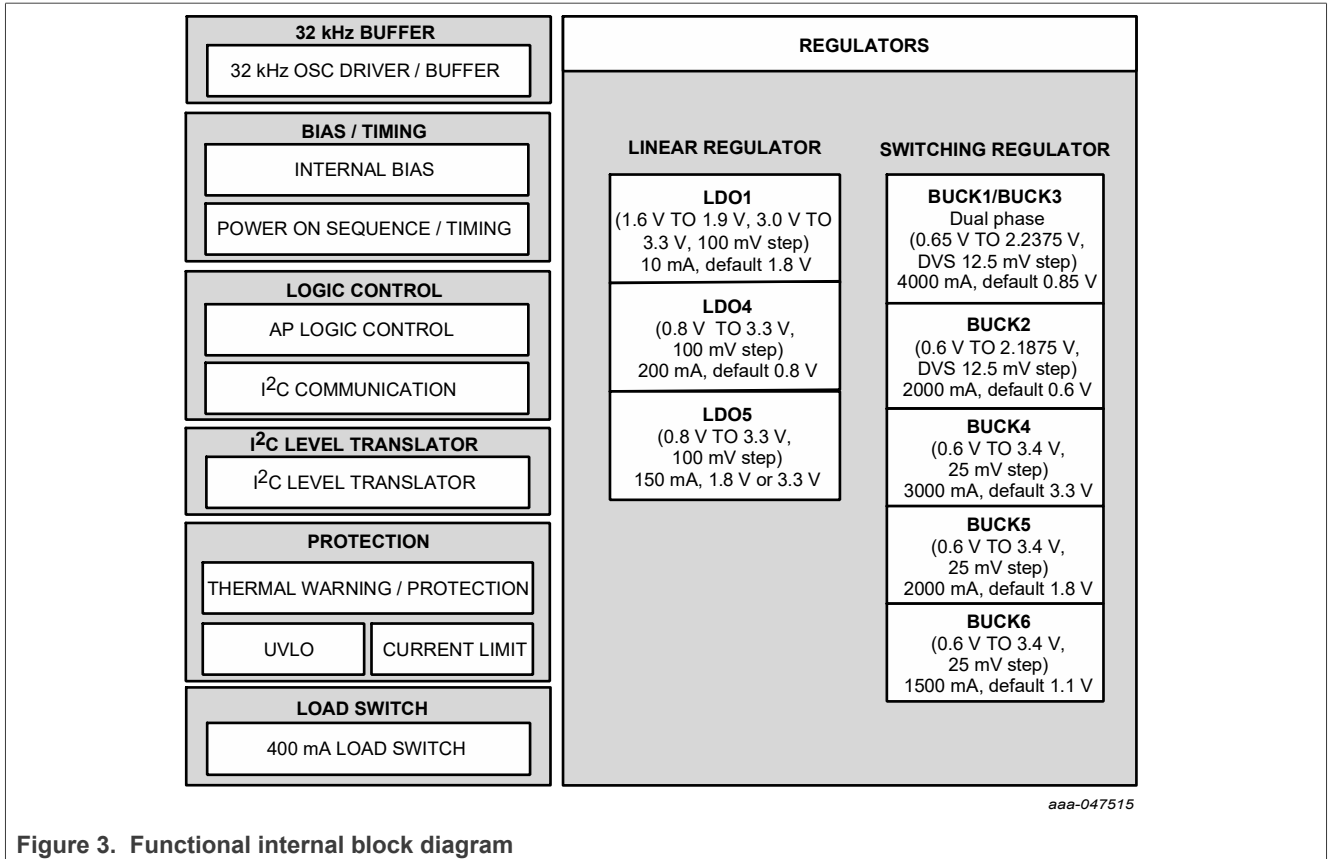 32 kHz BUFFER
32 kHz OSC DRIVER / BUFFER
BIAS / TIMING
INTERNAL BIAS
POWER ON SEQUENCE / TIMING
LOGIC CONTROL
AP LOGIC CONTROL
I2C COMMUNICATION
I2C LEVEL TRANSLATOR
I2C LEVEL TRANSLATOR
PROTECTION
THERMAL WARNING / PROTECTION
UVLO
CURRENT LIMIT
LOAD SWITCH
400 mA LOAD SWITCH
REGULATORS
LINEAR REGULATOR
LDO1
(1.6 V TO 1.9 V, 3.0 V TO
3.3 V, 100 mV step)
10 mA, default 1.8 V
LDO4
(0.8 V TO 3.3 V,
100 mV step)
200 mA, default 0.8 V
LDO5
(0.8 V TO 3.3 V,
100 mV step)
150 mA, 1.8 V or 3.3 V
SWITCHING REGULATOR
BUCK1/BUCK3
Dual phase
(0.65 V TO 2.2375 V,
DVS 12.5 mV step)
4000 mA, default 0.85 V
BUCK2
(0.6 V TO 2.1875 V,
DVS 12.5 mV step)
2000 mA, default 0.6 V
BUCK4
(0.6 V TO 3.4 V,
25 mV step)
3000 mA, default 3.3 V
BUCK5
(0.6 V TO 3.4 V,
25 mV step)
2000 mA, default 1.8 V
BUCK6
(0.6 V TO 3.4 V,
25 mV step)
1500 mA, default 1.1 V
aaa-047515
Figure 3. Functional internal block diagram